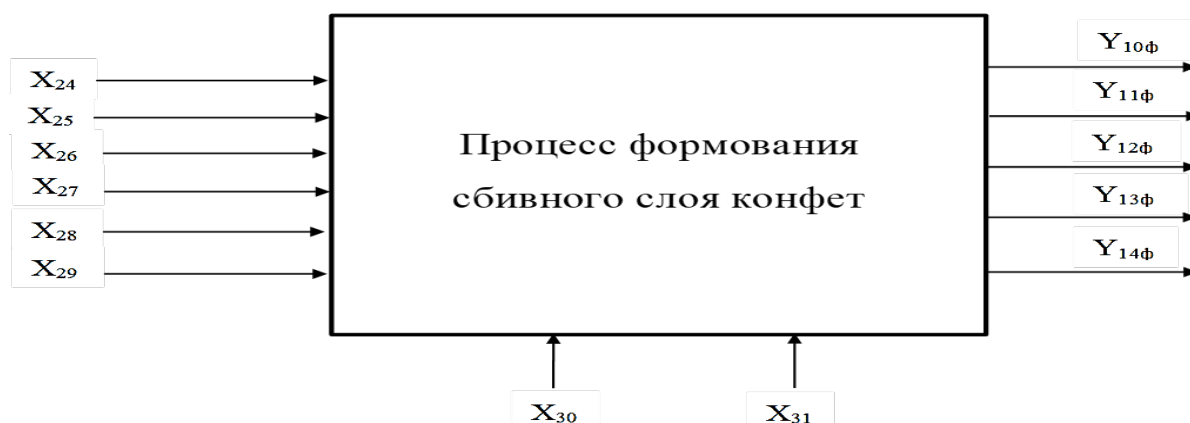 X24
X25
X26
X27
X28
X29
Процесс формования
сбивного слоя конфет
Y10ф
Y11ф
Y12ф
Y13ф
Y14ф
X30
X31